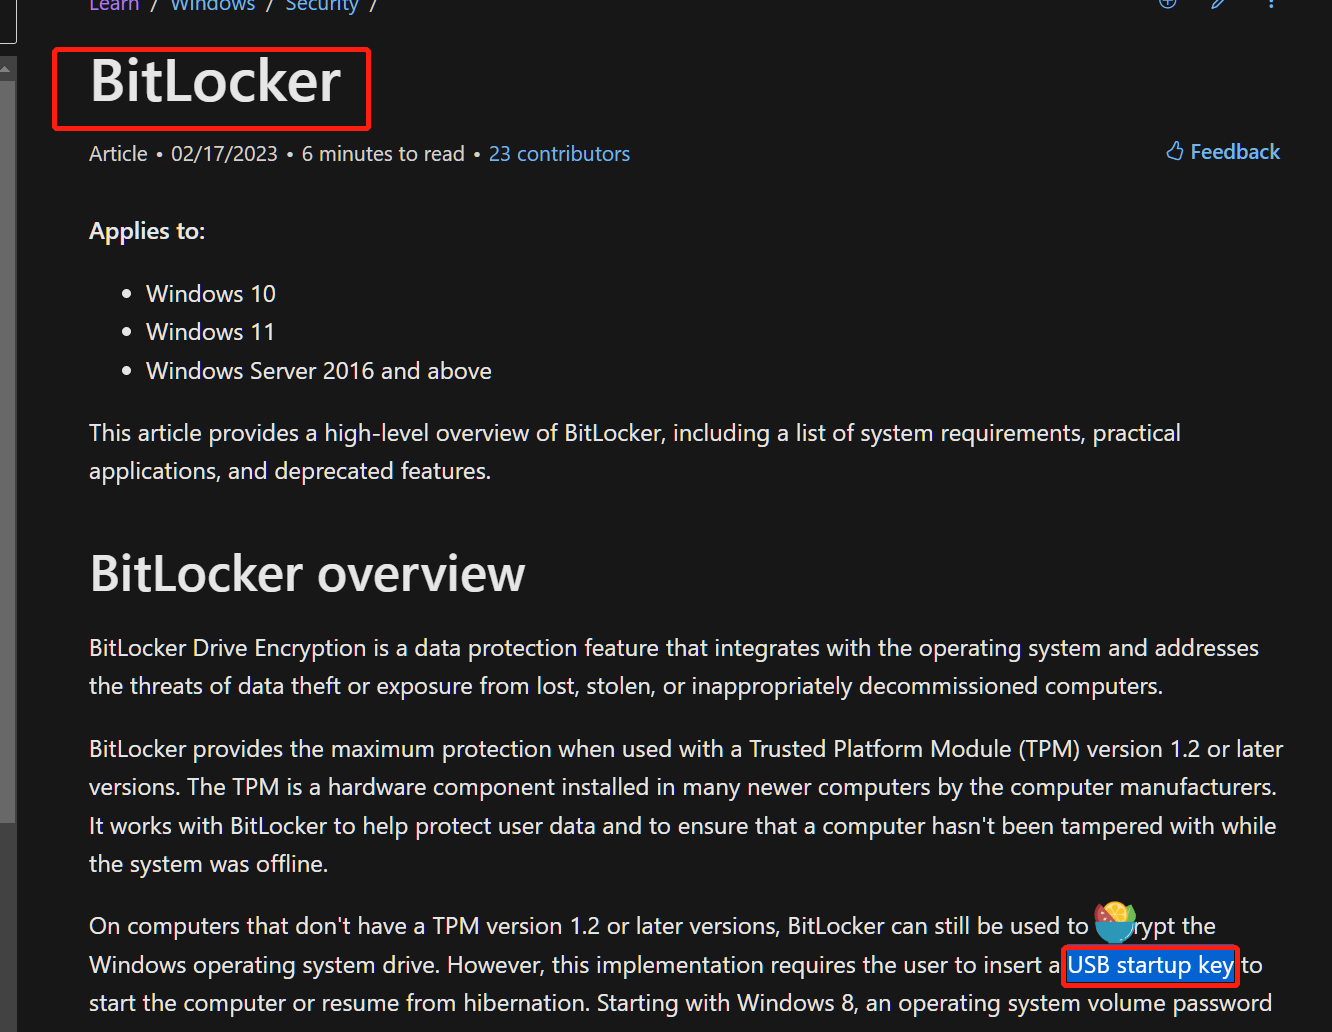 Learn / Windows / Security /
BitLocker
Article • 02/17/2023 • 6 minutes to read • 23 contributors
Feedback
Applies to:
• Windows 10
• Windows 11
• Windows Server 2016 and above
This article provides a high-level overview of BitLocker, including a list of system requirements, practical
applications, and deprecated features.
BitLocker overview
BitLocker Drive Encryption is a data protection feature that integrates with the operating system and addresses
the threats of data theft or exposure from lost, stolen, or inappropriately decommissioned computers.
BitLocker provides the maximum protection when used with a Trusted Platform Module (TPM) version 1.2 or later
versions. The TPM is a hardware component installed in many newer computers by the computer manufacturers.
It works with BitLocker to help protect user data and to ensure that a computer hasn't been tampered with while
the system was offline.
On computers that don't have a TPM version 1.2 or later versions, BitLocker can still be used to rypt the
Windows operating system drive. However, this implementation requires the user to insert a USB startup key to
start the computer or resume from hibernation. Starting with Windows 8, an operating system volume password